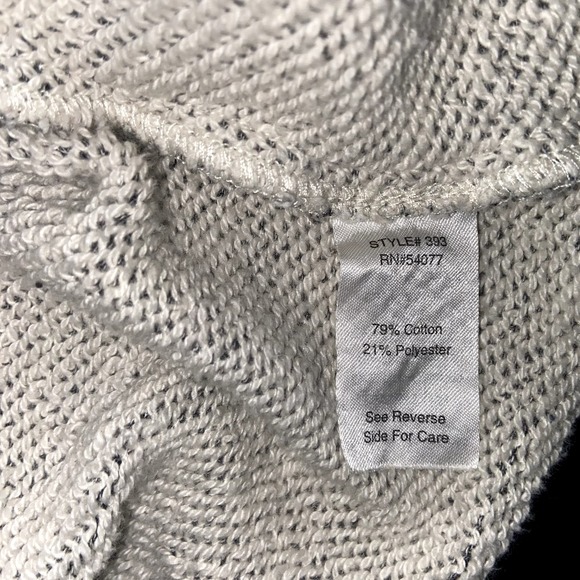 STYLE# 393
RN#54077
79% Cotton
21% Polyester
See Reverse
Side For Care